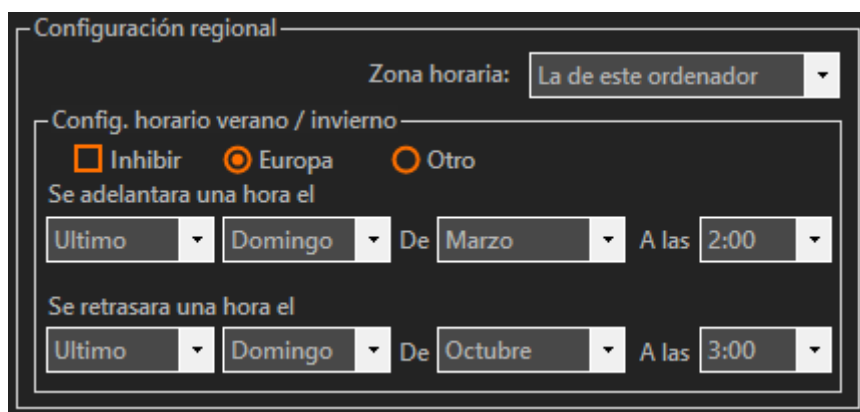 Configuración regional
Zona horaria: La de este ordenador
Config. horario verano / invierno
Inhibir Europa Otro
Se adelantara una hora el
Ultimo Domingo De Marzo A las 2:00
Se retrasara una hora el
Ultimo Domingo De Octubre A las 3:00